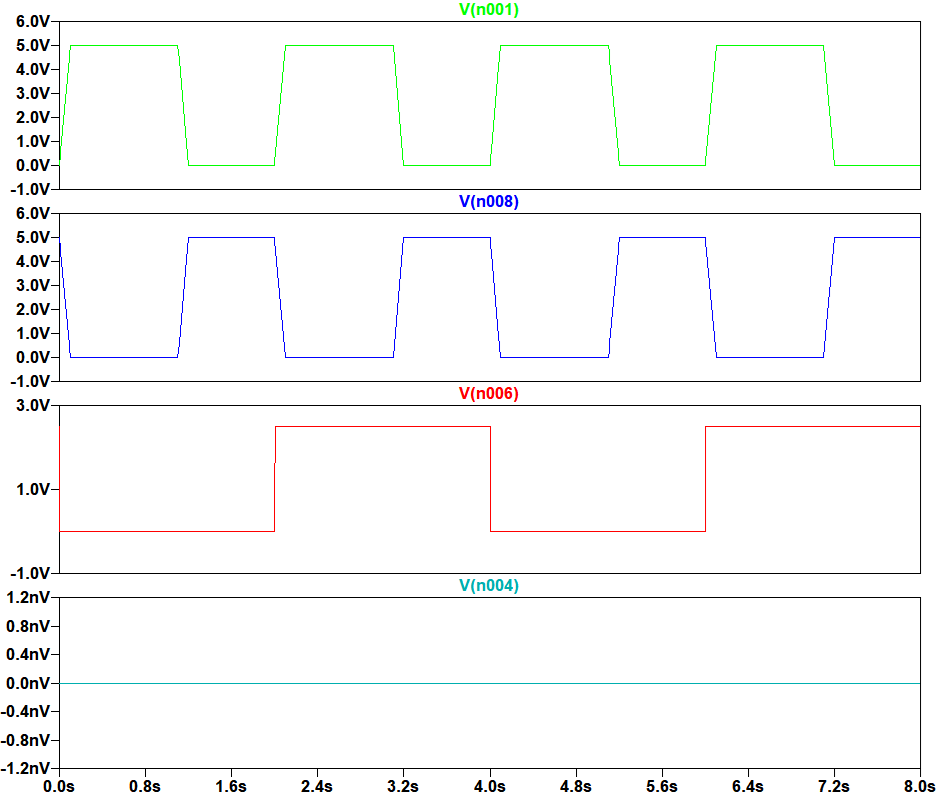 V(n001)
6.0V
5.0V
4.0V
3.0V
2.0V
1.0V
0.0V
-1.0V
V(n008)
6.0V
5.0V
4.0V
3.0V
2.0V
1.0V
0.0V
-1.0V
V(n006)
3.0V
1.0V
-1.0V
V(n004)
1.2nV
0.8nV
0.4nV
0.0nV
-0.4nV
-0.8nV
-1.2nV
0.0s 0.8s 1.6s 2.4s 3.2s 4.0s 4.8s 5.6s 6.4s 7.2s 8.0s